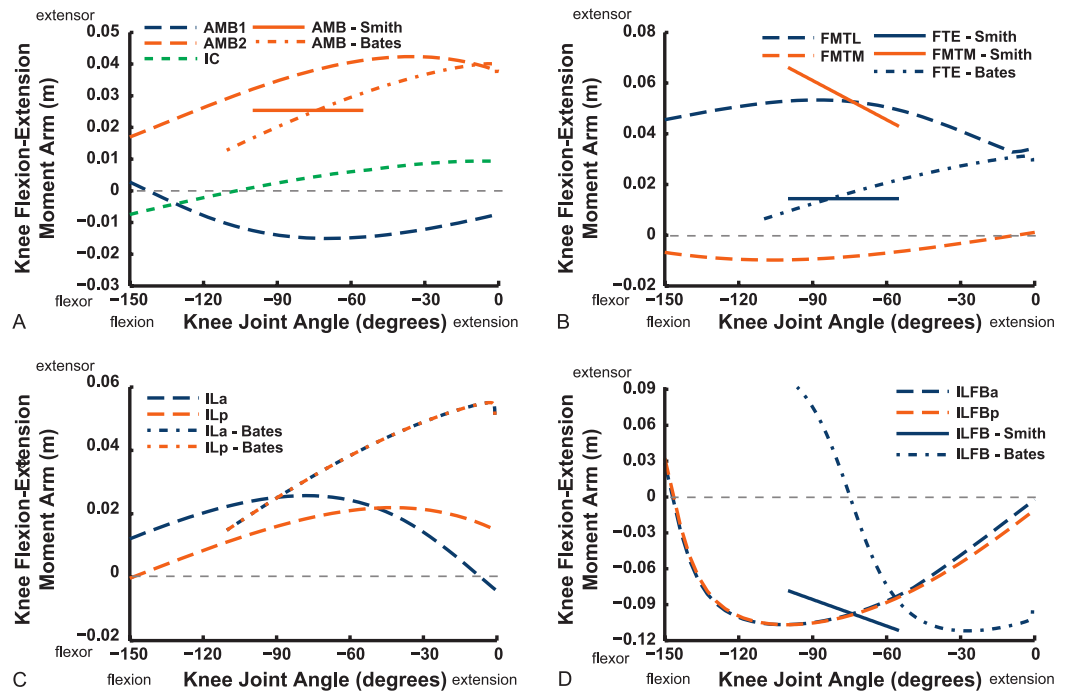 extensor
0.05
0.04
0.03
0.02
0.01
0
−0.01
−0.02
−0.03
Knee Flexion-Extension
Moment Arm (m)
AMB1
AMB2
IC
AMB - Smith
AMB - Bates
−150 −120 −90 −60 −30 0
flexor
flexion Knee Joint Angle (degrees) extension
A
extensor
0.08
0.06
0.04
0.02
0
−0.02
Knee Flexion-Extension
Moment Arm (m)
FMTL
FMTM
FTE - Smith
FMTM - Smith
FTE - Bates
−150 −120 −90 −60 −30 0
flexor
flexion Knee Joint Angle (degrees) extension
B
extensor
0.06
0.04
0.02
0
−0.02
Knee Flexion-Extension
Moment Arm (m)
ILa
ILp
ILa - Bates
ILp - Bates
−150 −120 −90 −60 −30 0
flexor
flexion Knee Joint Angle (degrees) extension
C
extensor
0.09
0.06
0.03
0
−0.03
−0.06
−0.09
−0.12
Knee Flexion-Extension
Moment Arm (m)
ILFBa
ILFBp
ILFB - Smith
ILFB - Bates
−150 −120 −90 −60 −30 0
flexor
flexion Knee Joint Angle (degrees) extension
D